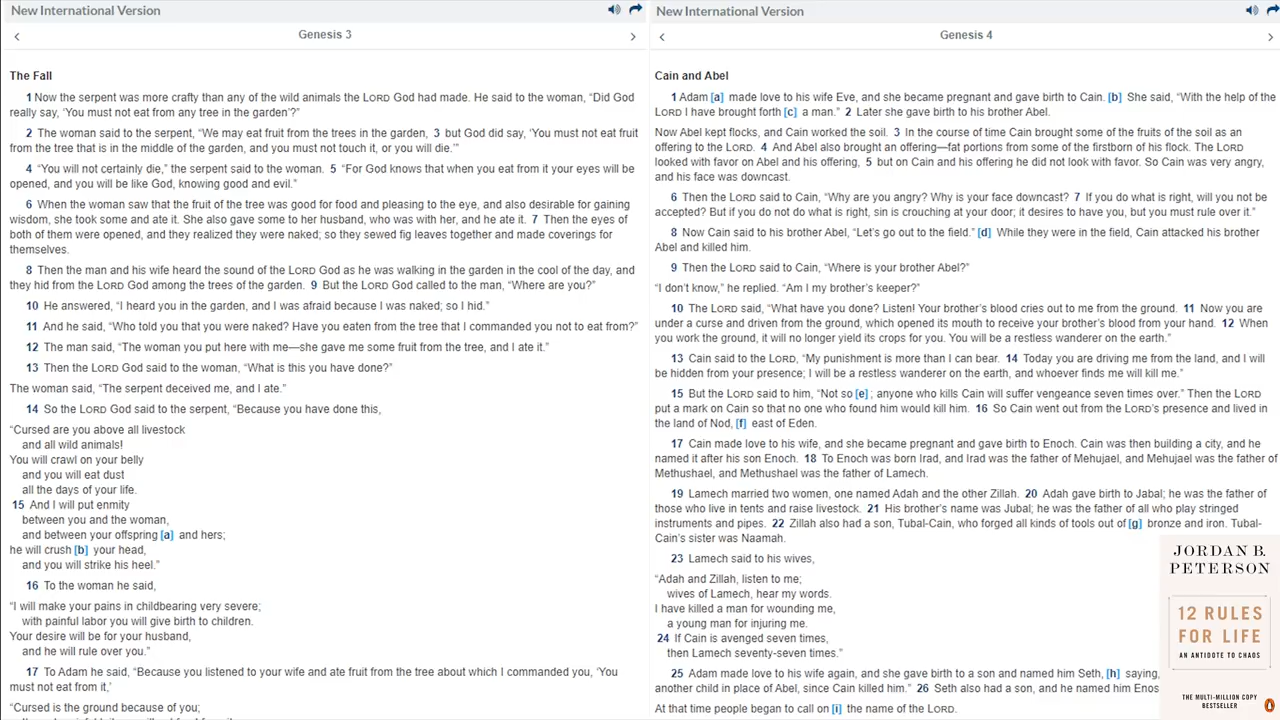 New International Version
Genesis 3
The Fall
1 Now the serpent was more crafty than any of the wild animals the LORD God had made. He said to the woman, “Did God
really say, ‘You must not eat from any tree in the garden’?”
2 The woman said to the serpent, “We may eat fruit from the trees in the garden, 3 but God did say, ‘You must not eat fruit
from the tree that is in the middle of the garden, and you must not touch it, or you will die.’”
4 “You will not certainly die,” the serpent said to the woman. 5 “For God knows that when you eat from it your eyes will be
opened, and you will be like God, knowing good and evil.”
6 When the woman saw that the fruit of the tree was good for food and pleasing to the eye, and also desirable for gaining
wisdom, she took some and ate it. She also gave some to her husband, who was with her, and he ate it. 7 Then the eyes of
both of them were opened, and they realized they were naked; so they sewed fig leaves together and made coverings for
themselves.
8 Then the man and his wife heard the sound of the LORD God as he was walking in the garden in the cool of the day, and
they hid from the LORD God among the trees of the garden. 9 But the LORD God called to the man, “Where are you?”
10 He answered, “I heard you in the garden, and I was afraid because I was naked; so I hid.”
11 And he said, “Who told you that you were naked? Have you eaten from the tree that I commanded you not to eat from?”
12 The man said, “The woman you put here with me—she gave me some fruit from the tree, and I ate it.”
13 Then the LORD God said to the woman, “What is this you have done?”
The woman said, “The serpent deceived me, and I ate.”
14 So the LORD God said to the serpent, “Because you have done this,
“Cursed are you above all livestock
and all wild animals!
You will crawl on your belly
and you will eat dust
all the days of your life.
15 And I will put enmity
between you and the woman,
and between your offspring [a] and hers;
he will crush [b] your head,
and you will strike his heel.”
16 To the woman he said,
“I will make your pains in childbearing very severe;
with painful labor you will give birth to children.
Your desire will be for your husband,
and he will rule over you.”
17 To Adam he said, “Because you listened to your wife and ate fruit from the tree about which I commanded you, ‘You
must not eat from it,’
“Cursed is the ground because of you;
New International Version
Genesis 4
Cain and Abel
1 Adam [a] made love to his wife Eve, and she became pregnant and gave birth to Cain. [b] She said, “With the help of the
LORD I have brought forth [c] a man.” 2 Later she gave birth to his brother Abel.
Now Abel kept flocks, and Cain worked the soil. 3 In the course of time Cain brought some of the fruits of the soil as an
offering to the LORD. 4 And Abel also brought an offering—fat portions from some of the firstborn of his flock. The LORD
looked with favor on Abel and his offering, 5 but on Cain and his offering he did not look with favor. So Cain was very angry,
and his face was downcast.
6 Then the LORD said to Cain, “Why are you angry? Why is your face downcast? 7 If you do what is right, will you not be
accepted? But if you do not do what is right, sin is crouching at your door; it desires to have you, but you must rule over it.”
8 Now Cain said to his brother Abel, “Let’s go out to the field.” [d] While they were in the field, Cain attacked his brother
Abel and killed him.
9 Then the LORD said to Cain, “Where is your brother Abel?”
“I don’t know,” he replied. “Am I my brother’s keeper?”
10 The LORD said, “What have you done? Listen! Your brother’s blood cries out to me from the ground. 11 Now you are
under a curse and driven from the ground, which opened its mouth to receive your brother’s blood from your hand. 12 When
you work the ground, it will no longer yield its crops for you. You will be a restless wanderer on the earth.”
13 Cain said to the LORD, “My punishment is more than I can bear. 14 Today you are driving me from the land, and I will
be hidden from your presence; I will be a restless wanderer on the earth, and whoever finds me will kill me.”
15 But the LORD said to him, “Not so [e] ; anyone who kills Cain will suffer vengeance seven times over.” Then the LORD
put a mark on Cain so that no one who found him would kill him. 16 So Cain went out from the LORD’s presence and lived in
the land of Nod, [f] east of Eden.
17 Cain made love to his wife, and she became pregnant and gave birth to Enoch. Cain was then building a city, and he
named it after his son Enoch. 18 To Enoch was born Irad, and Irad was the father of Mehujael, and Mehujael was the father of
Methushael, and Methushael was the father of Lamech.
19 Lamech married two women, one named Adah and the other Zillah. 20 Adah gave birth to Jabal; he was the father of
those who live in tents and raise livestock. 21 His brother’s name was Jubal; he was the father of all who play stringed
instruments and pipes. 22 Zillah also had a son, Tubal-Cain, who forged all kinds of tools out of [g] bronze and iron. Tubal-
Cain’s sister was Naamah.
23 Lamech said to his wives,
“Adah and Zillah, listen to me;
wives of Lamech, hear my words.
I have killed a man for wounding me,
a young man for injuring me.
24 If Cain is avenged seven times,
then Lamech seventy-seven times.”
25 Adam made love to his wife again, and she gave birth to a son and named him Seth, [h] saying,
another child in place of Abel, since Cain killed him.” 26 Seth also had a son, and he named him Enos
At that time people began to call on [i] the name of the LORD.
JORDAN B.
PETERSON
12 RULES
FOR LIFE
AN ANTIDOTE TO CHAOS
THE MULTI-MILLION COPY
BESTSELLER